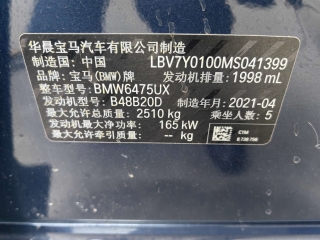 华晨宝马汽车有限公司制造
制造国：中国 LBV7Y0100MS041399
品牌：宝马(BMW)牌 发动机排量：1998 mL
整车型号：BMW6475UX
发动机型号：B48B20D 制造年月：2021-04
最大允许总质量：2510 kg 乘坐人数：5
发动机最大净功率：165 kW
最大允许牵引质量：-- kg